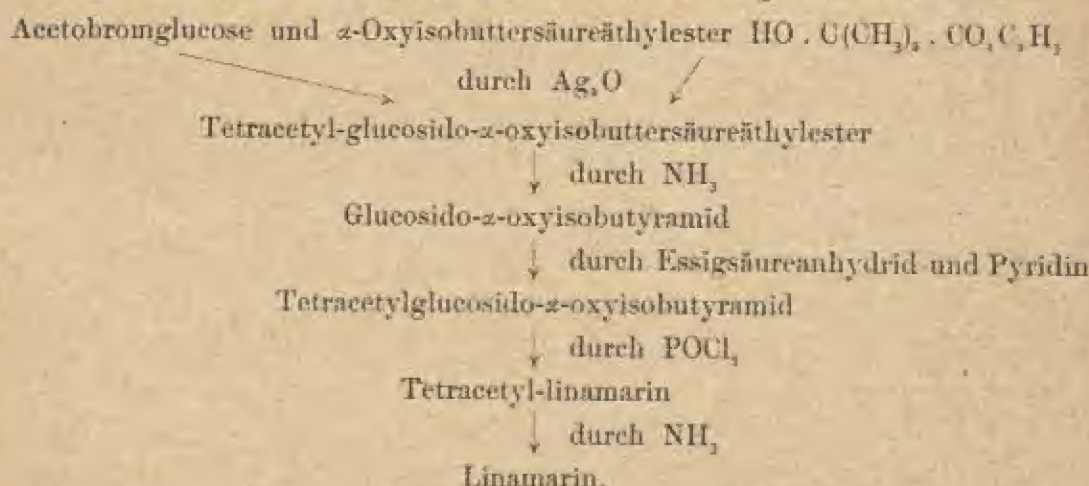 Acetobromglucose und α-Oxyisobuttersäureäthylester HO . C(CH₃)₂ . CO₂C₂H₅
durch Ag₂O
Tetracetyl-glucosido-α-oxyisobuttersäureäthylester
durch NH₃
Glucosido-α-oxyisobutyramid
durch Essigsäureanhydrid und Pyridin
Tetracetylglucosido-α-oxyisobutyramid
durch POCl₃
Tetracetyl-linamarin
durch NH₃
Linamarin.